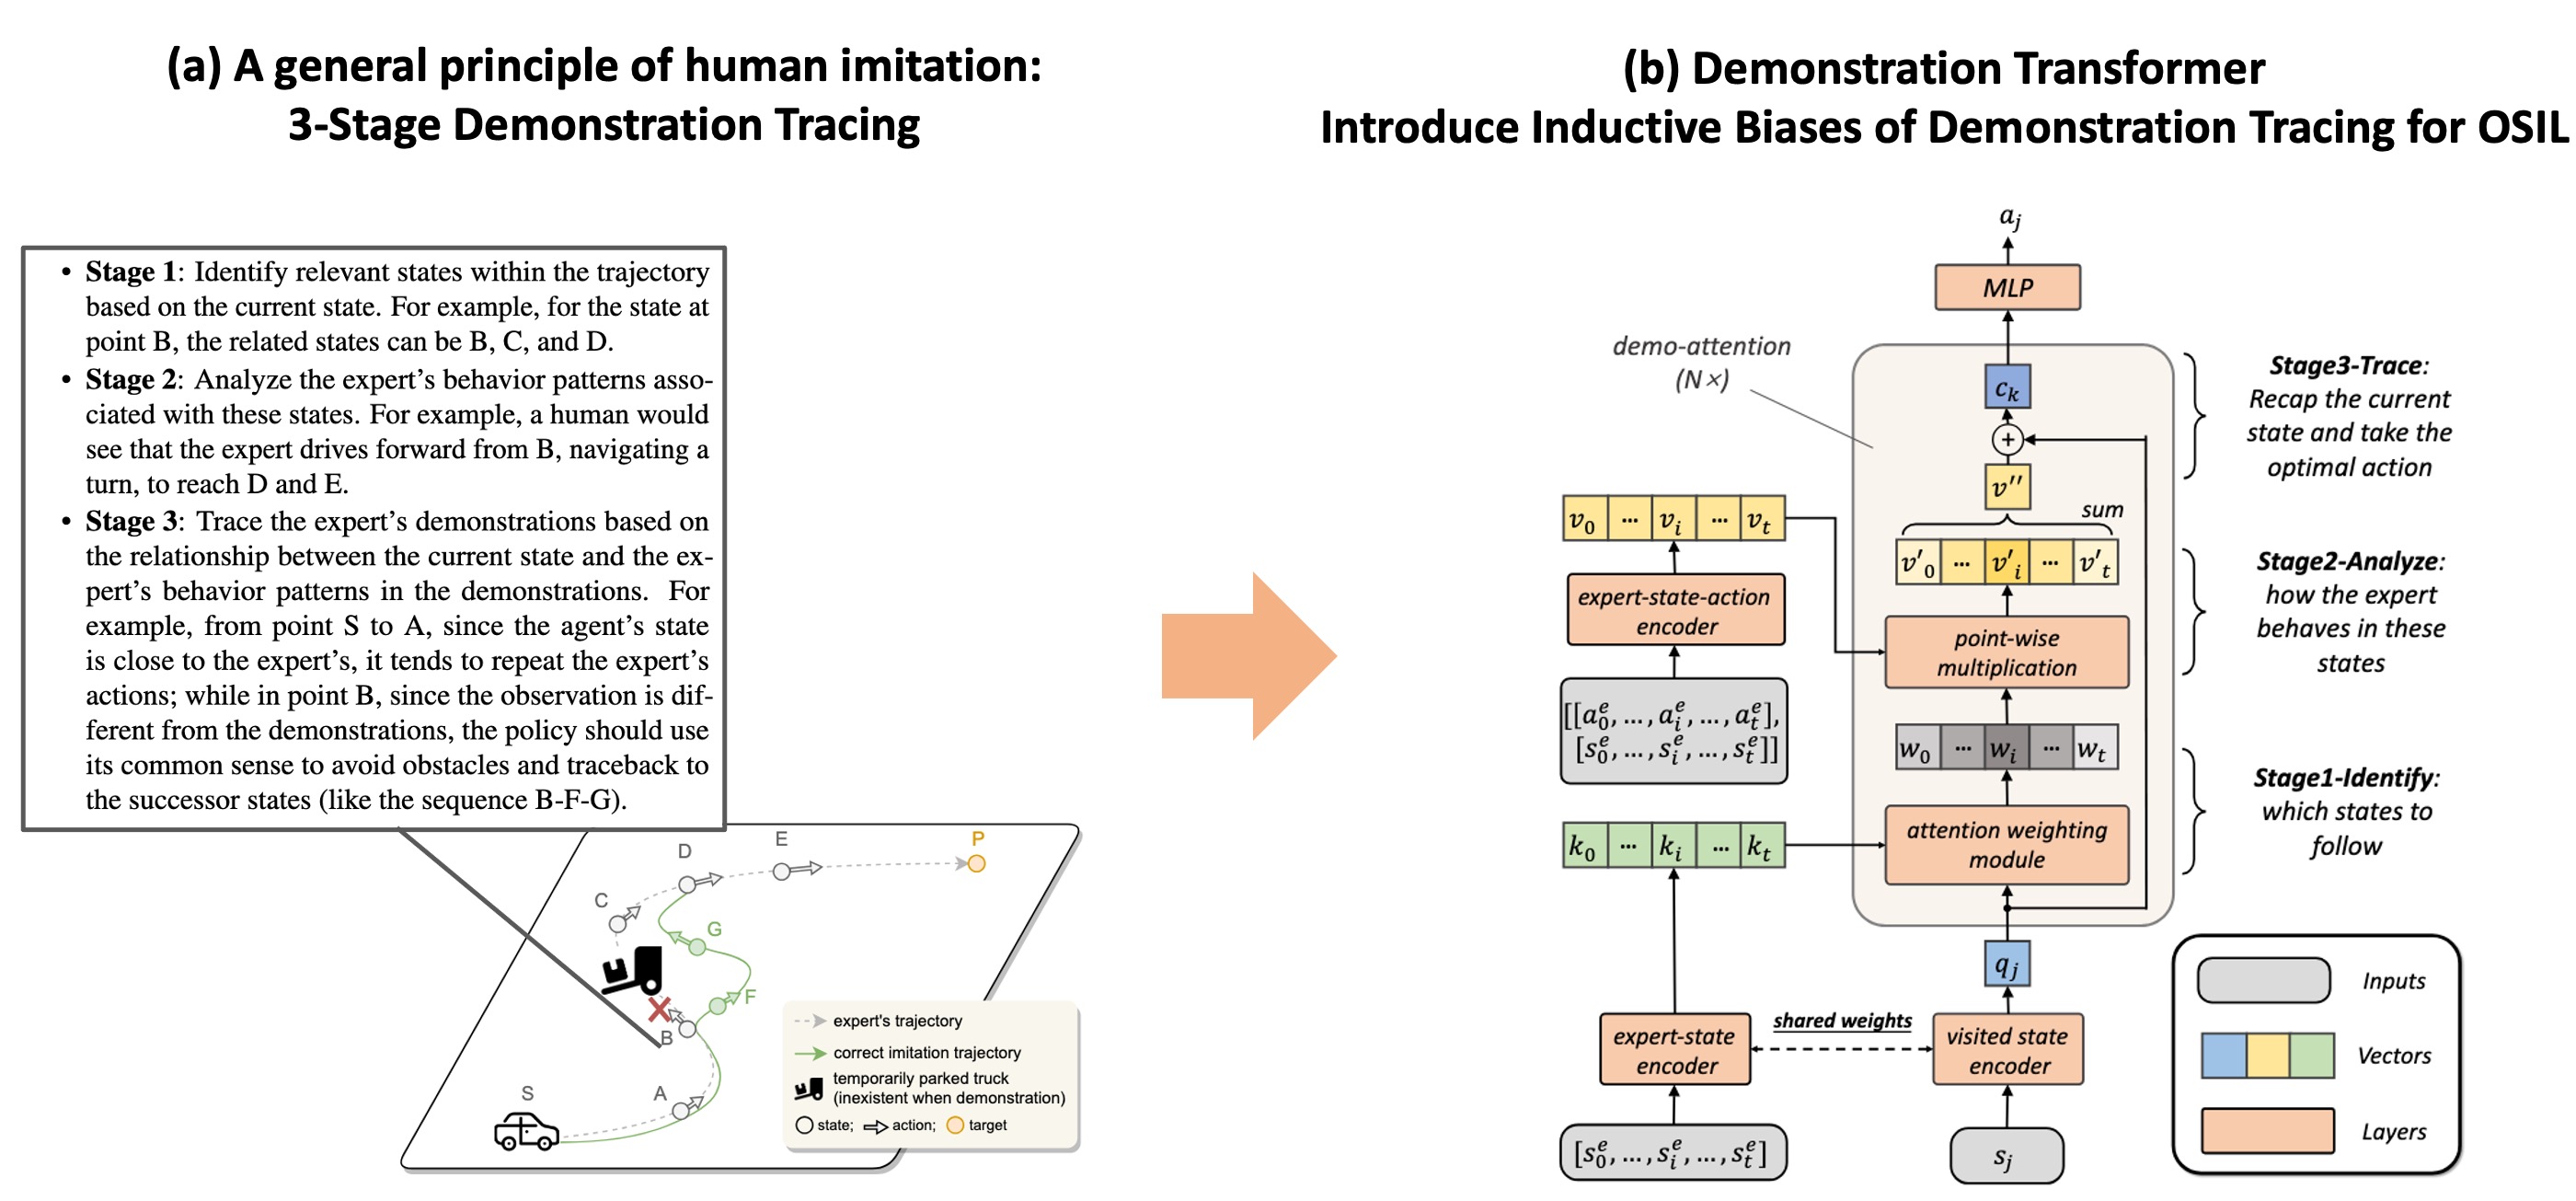 (a) A general principle of human imitation:
3-Stage Demonstration Tracing
• Stage 1: Identify relevant states within the trajectory
based on the current state. For example, for the state at
point B, the related states can be B, C, and D.
• Stage 2: Analyze the expert's behavior patterns asso-
ciated with these states. For example, a human would
see that the expert drives forward from B, navigating a
turn, to reach D and E.
• Stage 3: Trace the expert's demonstrations based on
the relationship between the current state and the ex-
pert's behavior patterns in the demonstrations. For
example, from point S to A, since the agent's state
is close to the expert's, it tends to repeat the expert's
actions; while in point B, since the observation is dif-
ferent from the demonstrations, the policy should use
its common sense to avoid obstacles and traceback to
the successor states (like the sequence B-F-G).
P
E
D
C
G
F
B
A
S
expert's trajectory
correct imitation trajectory
temporarily parked truck
(inexistent when demonstration)
state; action; target
(b) Demonstration Transformer
Introduce Inductive Biases of Demonstration Tracing for OSIL
a_j
MLP
demo-attention
(N×)
c_k
+
v''
sum
v'_0 ... v'_i ... v'_t
point-wise
multiplication
w_0 ... w_i ... w_t
attention weighting
module
q_j
visited state
encoder
s_j
v_0 ... v_i ... v_t
expert-state-action
encoder
[[a_0^e, ..., a_i^e, ..., a_t^e],
[s_0^e, ..., s_i^e, ..., s_t^e]]
k_0 ... k_i ... k_t
shared weights
expert-state
encoder
[s_0^e, ..., s_i^e, ..., s_t^e]
Stage3-Trace:
Recap the current
state and take the
optimal action
Stage2-Analyze:
how the expert
behaves in these
states
Stage1-Identify:
which states to
follow
Inputs
Vectors
Layers